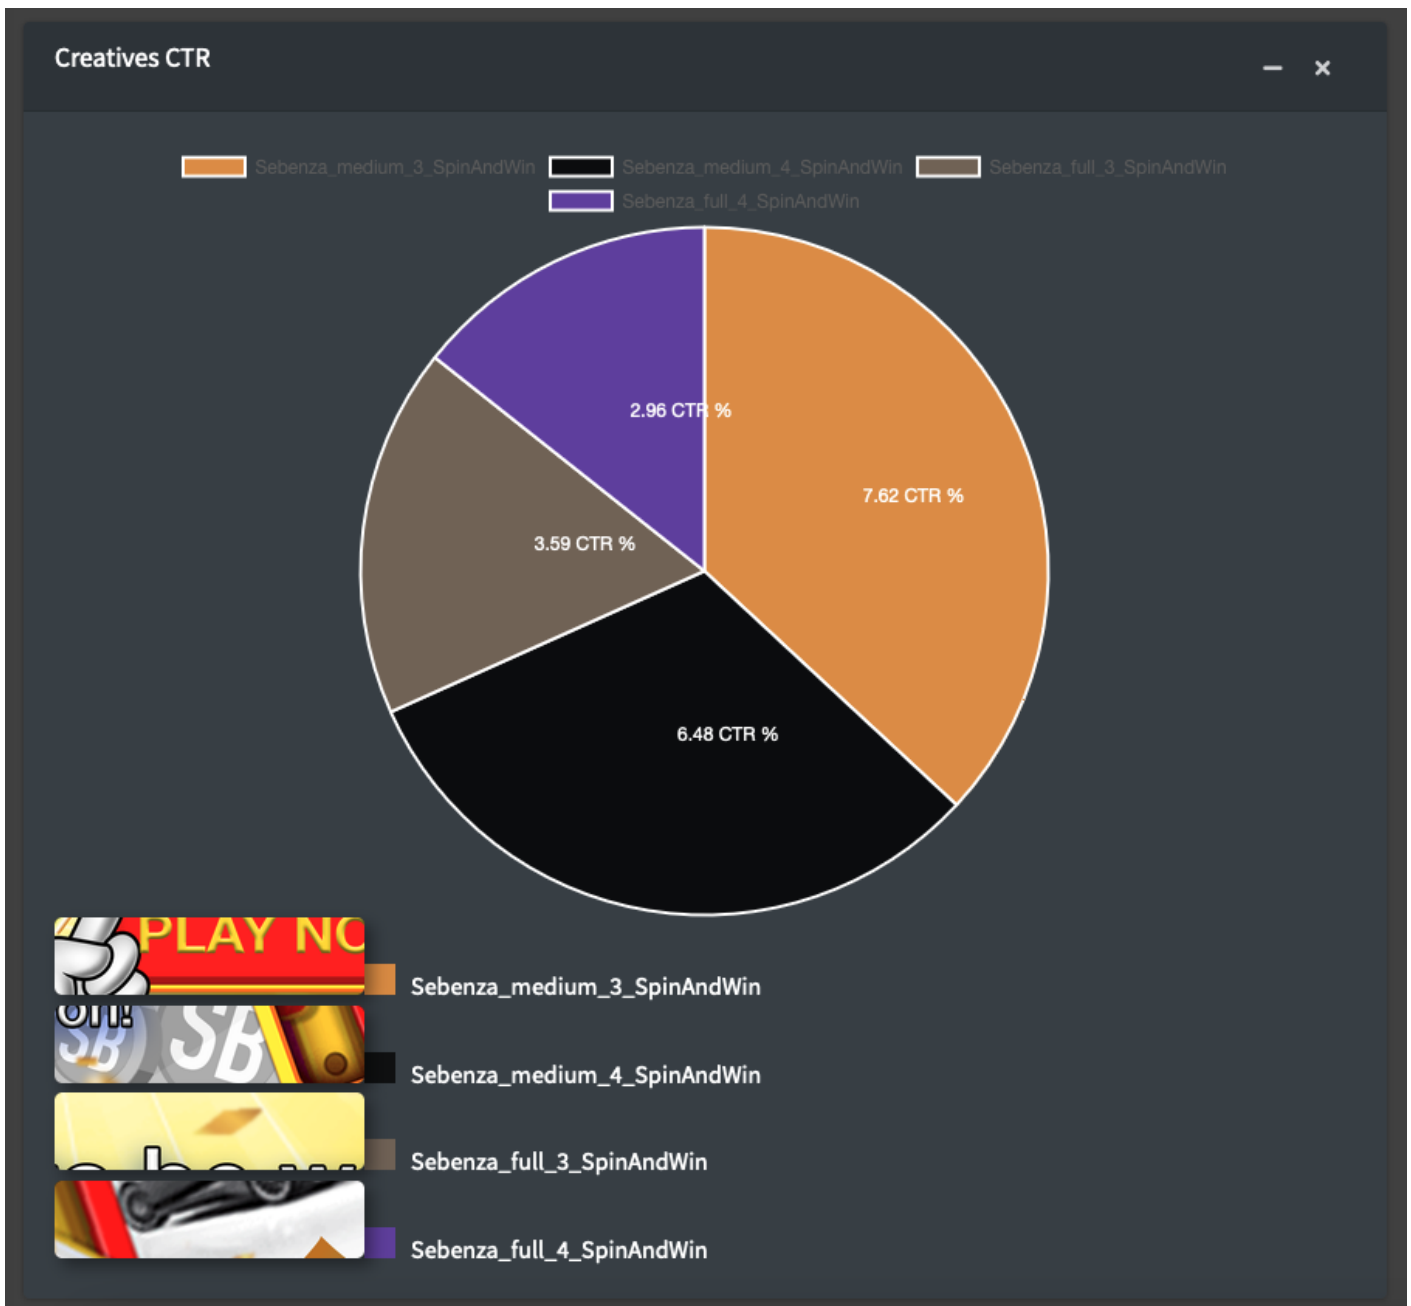 Creatives CTR
Sebenza_medium_3_SpinAndWin Sebenza_medium_4_SpinAndWin Sebenza_full_3_SpinAndWin
Sebenza_full_4_SpinAndWin
2.96 CTR %
7.62 CTR %
3.59 CTR %
6.48 CTR %
PLAY NO
Sebenza_medium_3_SpinAndWin
on!
SB SB
Sebenza_medium_4_SpinAndWin
Sebenza_full_3_SpinAndWin
Sebenza_full_4_SpinAndWin